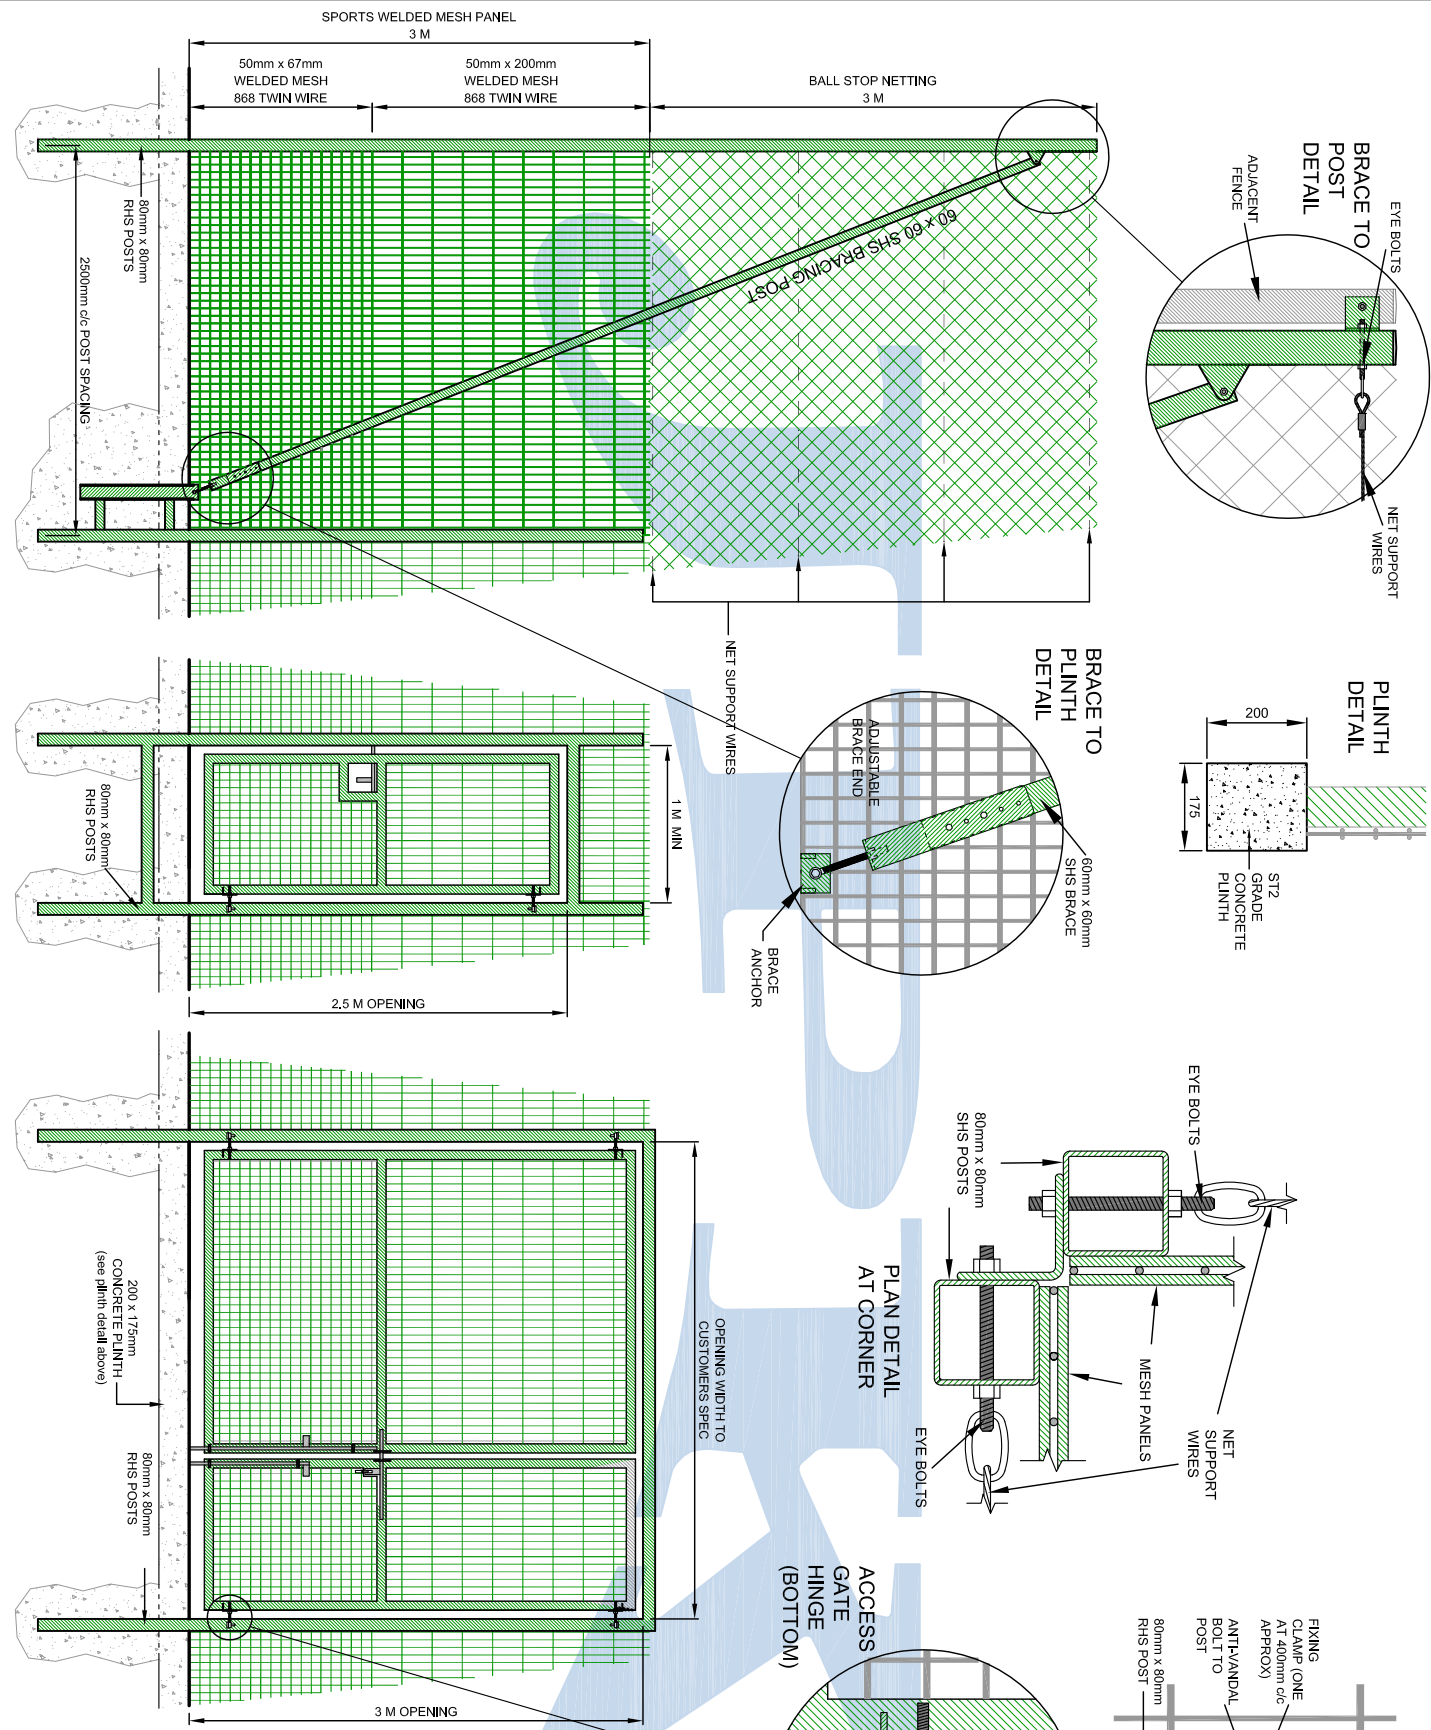 SPORTS WELDED MESH PANEL
3 M
50mm x 67mm
WELDED MESH
868 TWIN WIRE
50mm x 200mm
WELDED MESH
868 TWIN WIRE
BALL STOP NETTING
3 M
80mm x 80mm
RHS POSTS
2500mm c/c POST SPACING
60 x 60 SHS BRACING POST
NET SUPPORT WIRES
BRACE TO
POST
DETAIL
EYE BOLTS
ADJACENT
FENCE
NET SUPPORT
WIRES
BRACE TO
PLINTH
DETAIL
ADJUSTABLE
BRACE END
60mm x 60mm
SHS BRACE
BRACE
ANCHOR
PLINTH
DETAIL
200
175
ST2
GRADE
CONCRETE
PLINTH
1 M MIN
80mm x 80mm
RHS POSTS
2.5 M OPENING
EYE BOLTS
80mm x 80mm
SHS POSTS
PLAN DETAIL
AT CORNER
MESH PANELS
NET
SUPPORT
WIRES
EYE BOLTS
OPENING WIDTH TO
CUSTOMERS SPEC
200 x 175mm
CONCRETE PLINTH
(see plinth detail above)
80mm x 80mm
RHS POSTS
3 M OPENING
ACCESS
GATE
HINGE
(BOTTOM)
FIXING
CLAMP (ONE
AT 400mm c/c
APPROX)
ANTI-VANDAL
BOLT TO
POST
80mm x 80mm
RHS POST